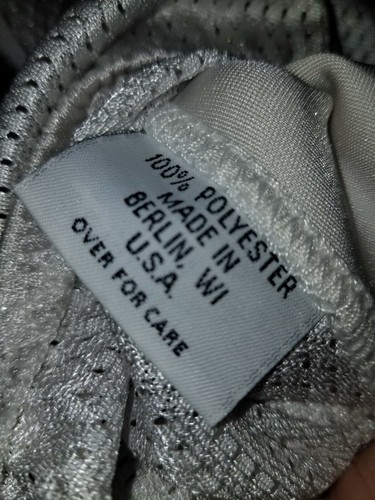 100% POLYESTER
MADE IN
BERLIN, WI
U.S.A.
OVER FOR CARE